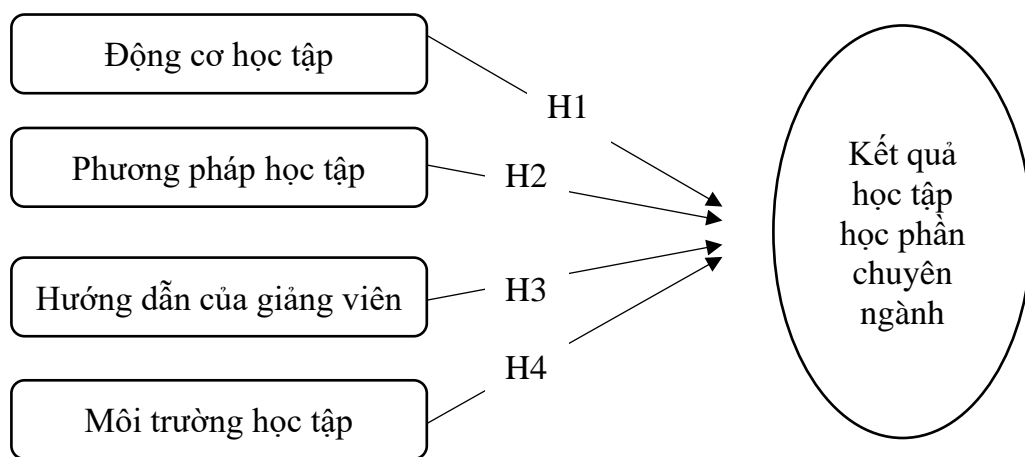 Động cơ học tập
H1
Phương pháp học tập
H2
Hướng dẫn của giảng viên
H3
Môi trường học tập
H4
Kết quả
học tập
học phần
chuyên
ngành